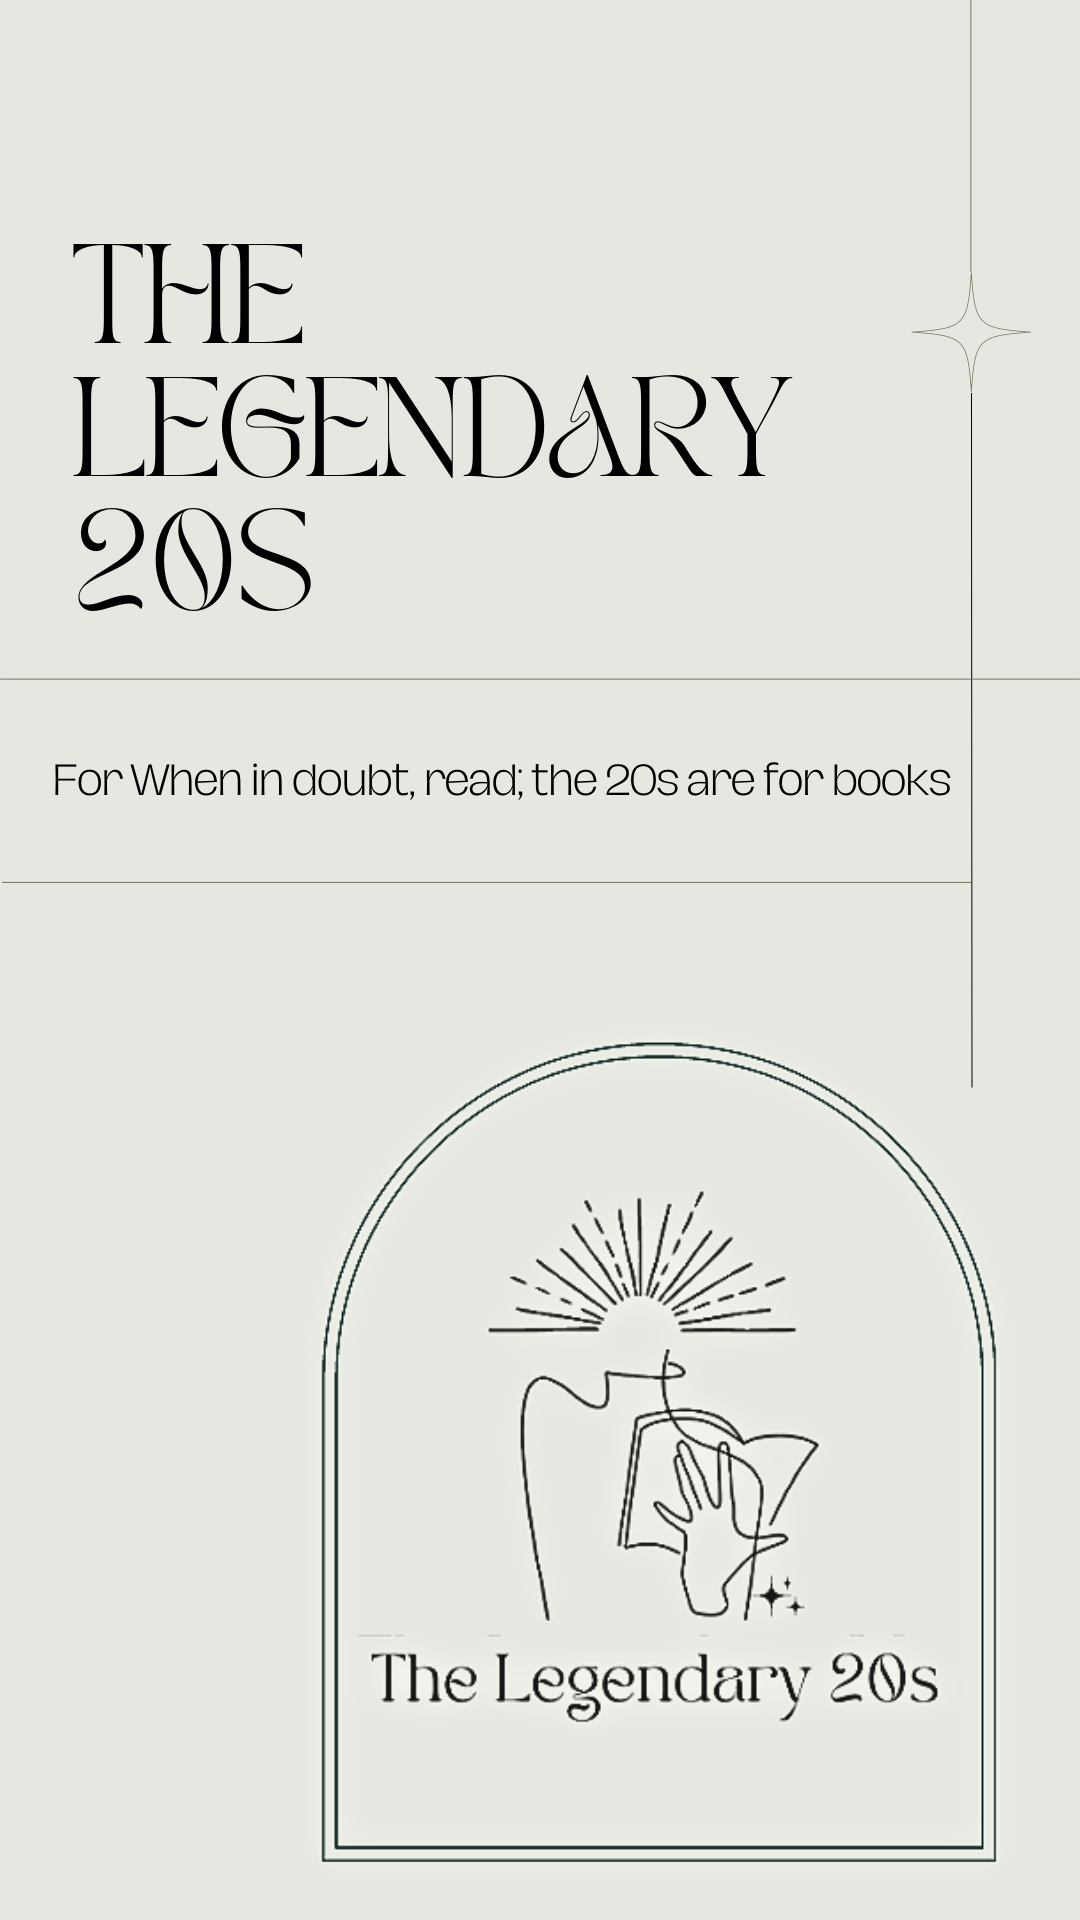 THE
LEGENDARY
20S
For When in doubt, read; the 20s are for books
The Legendary 20s